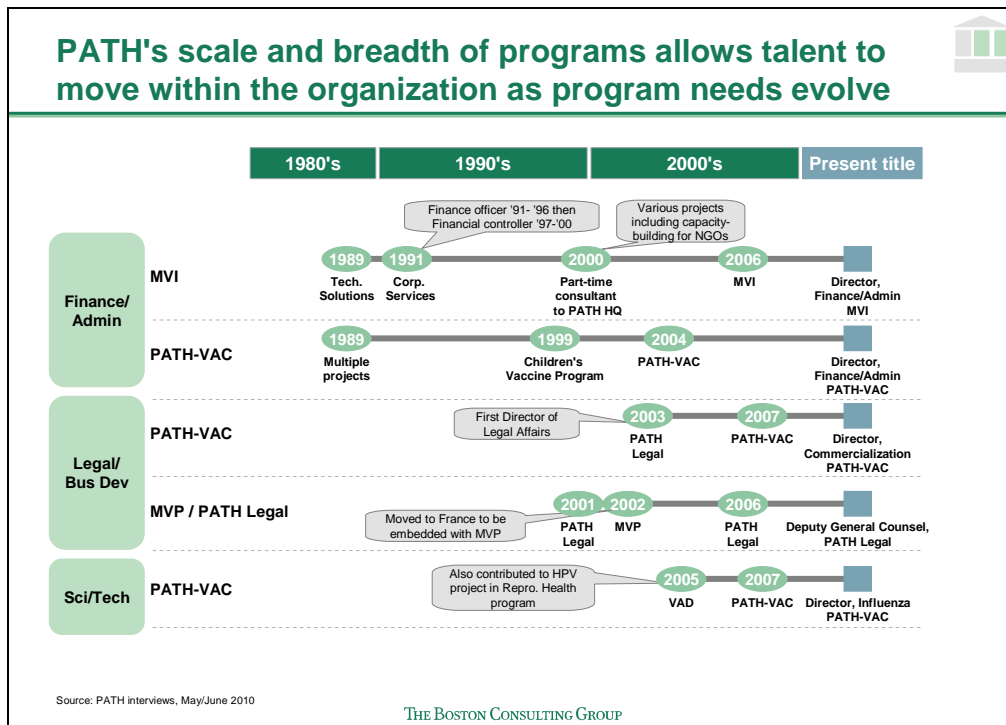 PATH's scale and breadth of programs allows talent to
move within the organization as program needs evolve
1980's
1990's
2000's
Present title
Finance/
Admin
MVI
Finance officer '91- '96 then
Financial controller '97-'00
Various projects
including capacity-
building for NGOs
1989
Tech.
Solutions
1991
Corp.
Services
2000
Part-time
consultant
to PATH HQ
2006
MVI
Director,
Finance/Admin
MVI
PATH-VAC
1989
Multiple
projects
1999
Children's
Vaccine Program
2004
PATH-VAC
Director,
Finance/Admin
PATH-VAC
Legal/
Bus Dev
PATH-VAC
First Director of
Legal Affairs
2003
PATH
Legal
2007
PATH-VAC
Director,
Commercialization
PATH-VAC
MVP / PATH Legal
Moved to France to be
embedded with MVP
2001
PATH
Legal
2002
MVP
2006
PATH
Legal
Deputy General Counsel,
PATH Legal
Sci/Tech
PATH-VAC
Also contributed to HPV
project in Repro. Health
program
2005
VAD
2007
PATH-VAC
Director, Influenza
PATH-VAC
Source: PATH interviews, May/June 2010
THE BOSTON CONSULTING GROUP